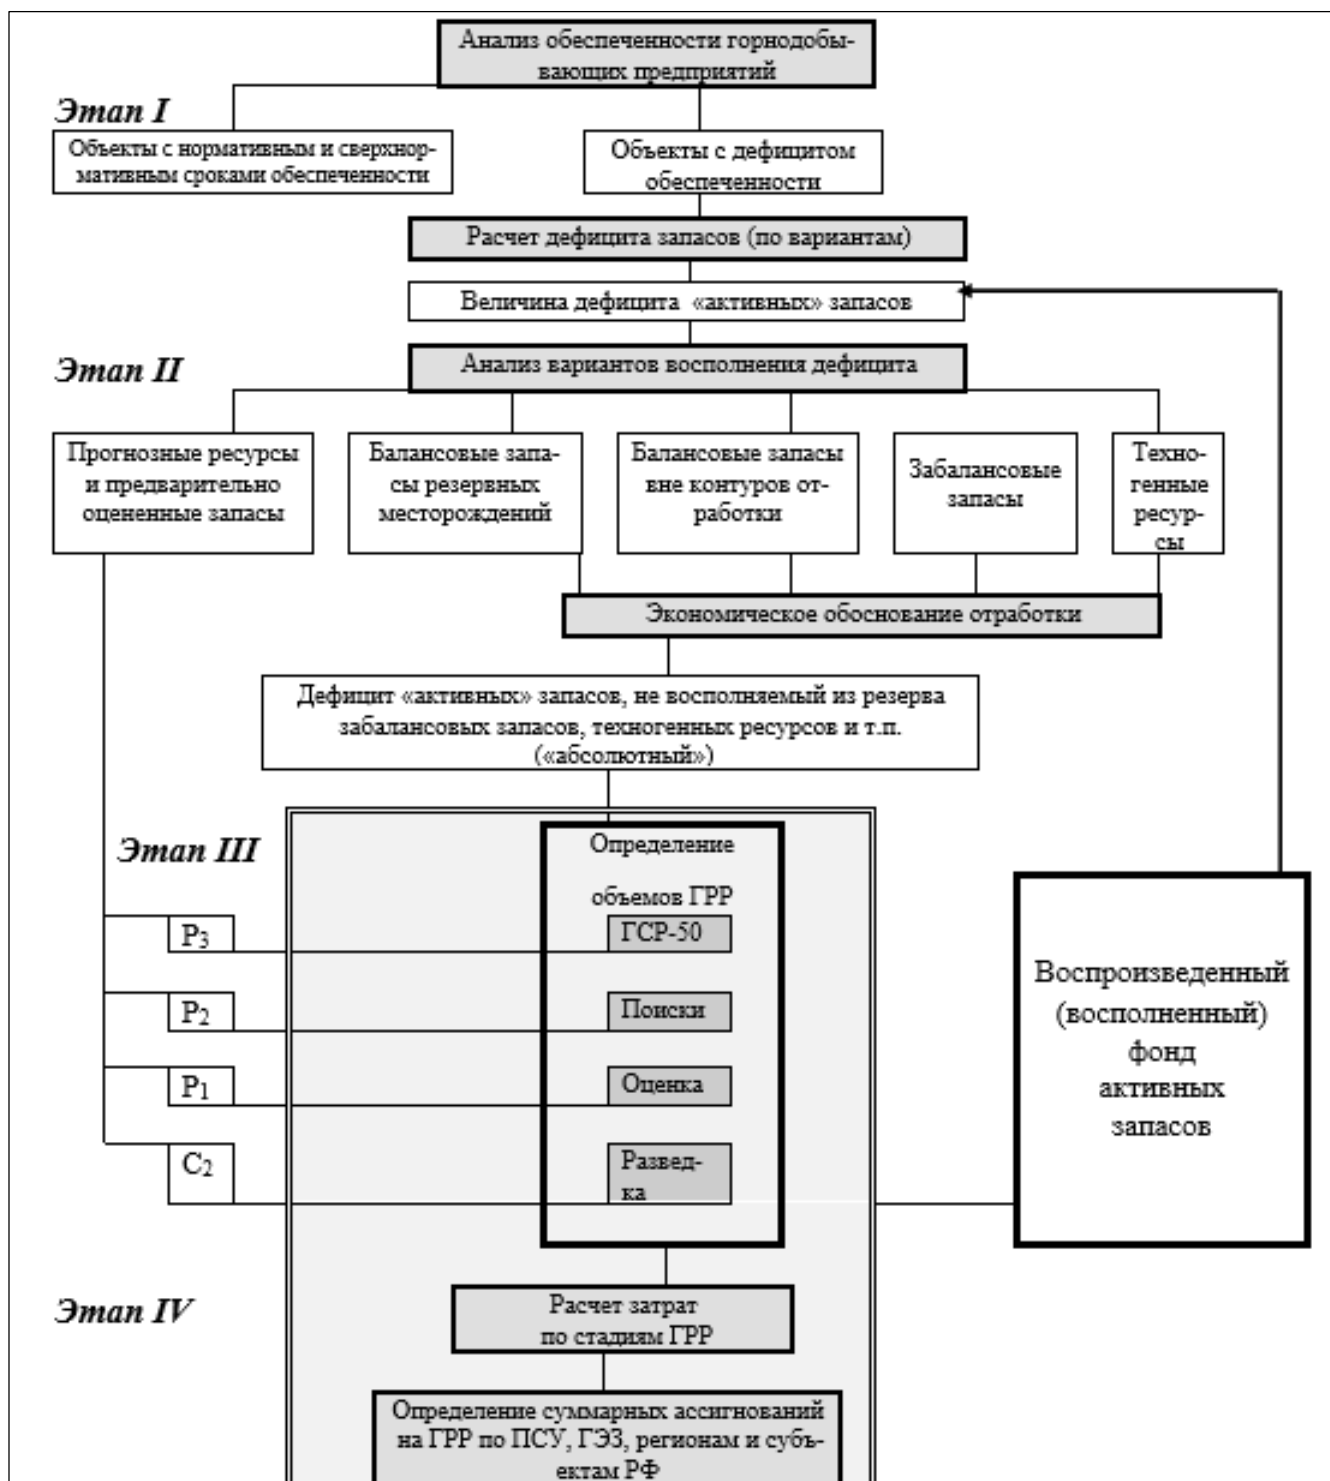 Анализ обеспеченности горнодобы-
вающих предприятий
Этап I
Объекты с нормативным и сверхнор-
мативным сроками обеспеченности
Объекты с дефицитом
обеспеченности
Расчет дефицита запасов (по вариантам)
Величина дефицита «активных» запасов
Этап II
Анализ вариантов восполнения дефицита
Прогнозные ресурсы
и предварительно
оцененные запасы
Балансовые запа-
сы резервных
месторождений
Балансовые запасы
вне контуров от-
работки
Забалансовые
запасы
Техно-
генные
ресур-
сы
Экономическое обоснование отработки
Дефицит «активных» запасов, не восполняемый из резерва
забалансовых запасов, техногенных ресурсов и т.п.
(«абсолютный»)
Этап III
Определение
объемов ГРР
P3
ГСР-50
P2
Поиски
P1
Оценка
C2
Развед-
ка
Воспроизведенный
(восполненный)
фонд
активных
запасов
Этап IV
Расчет затрат
по стадиям ГРР
Определение суммарных ассигнований
на ГРР по ПСУ, ГЭЗ, регионам и субъ-
ектам РФ